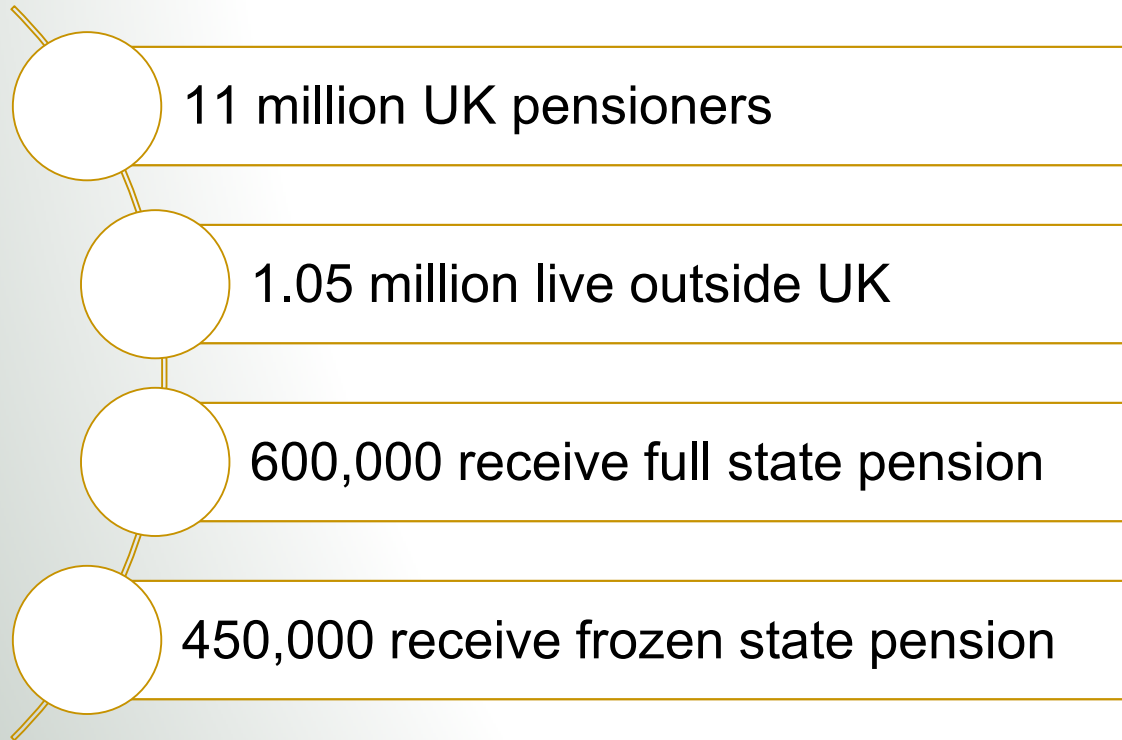 11 million UK pensioners
1.05 million live outside UK
600,000 receive full state pension
450,000 receive frozen state pension